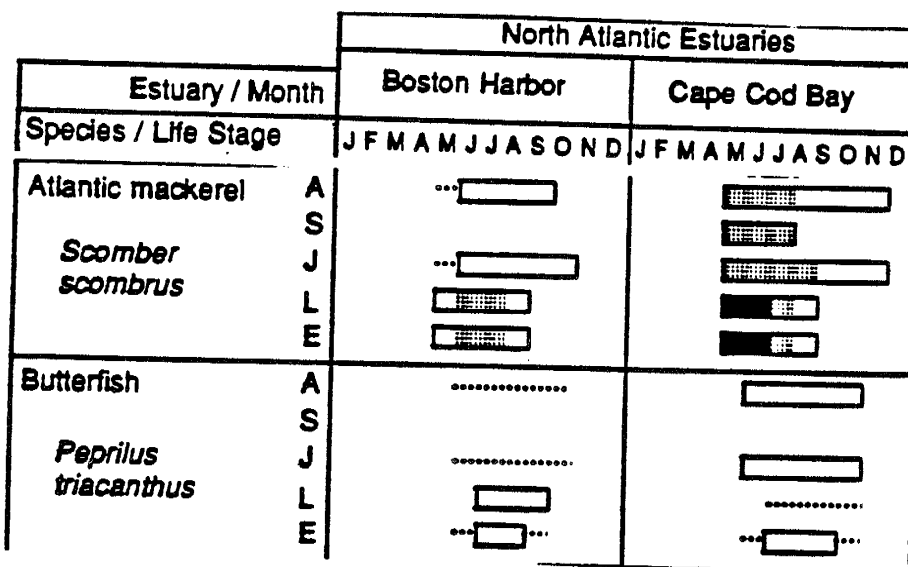 North Atlantic Estuaries
Estuary / Month
Boston Harbor
Cape Cod Bay
Species / Life Stage
J F M A M J J A S O N D
J F M A M J J A S O N D
Atlantic mackerel
A
S
Scomber
J
scombrus
L
E
Butterfish
A
S
Peprilus
J
triacanthus
L
E